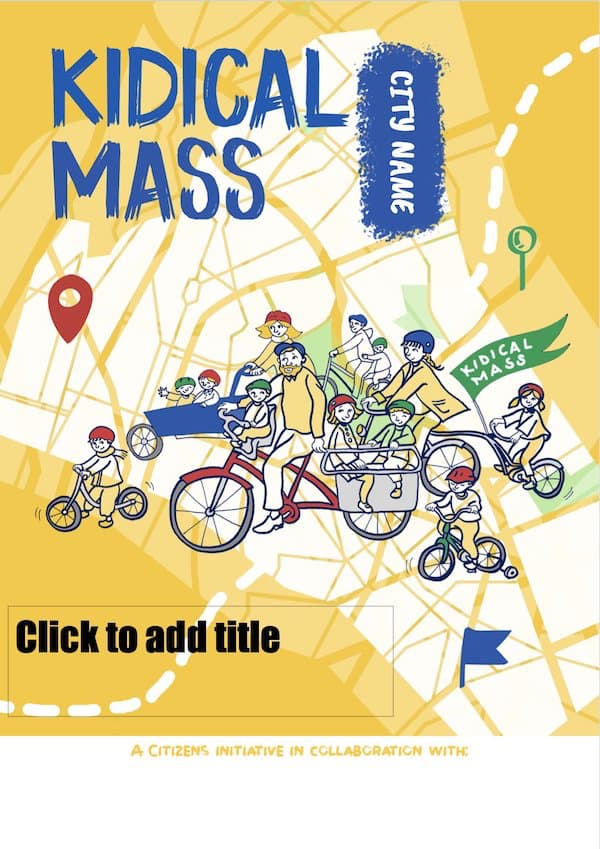 KIDICAL
MASS
CITY NAME
KIDICAL
MASS
Click to add title
A CITIZENS INITIATIVE IN COLLABORATION WITH: